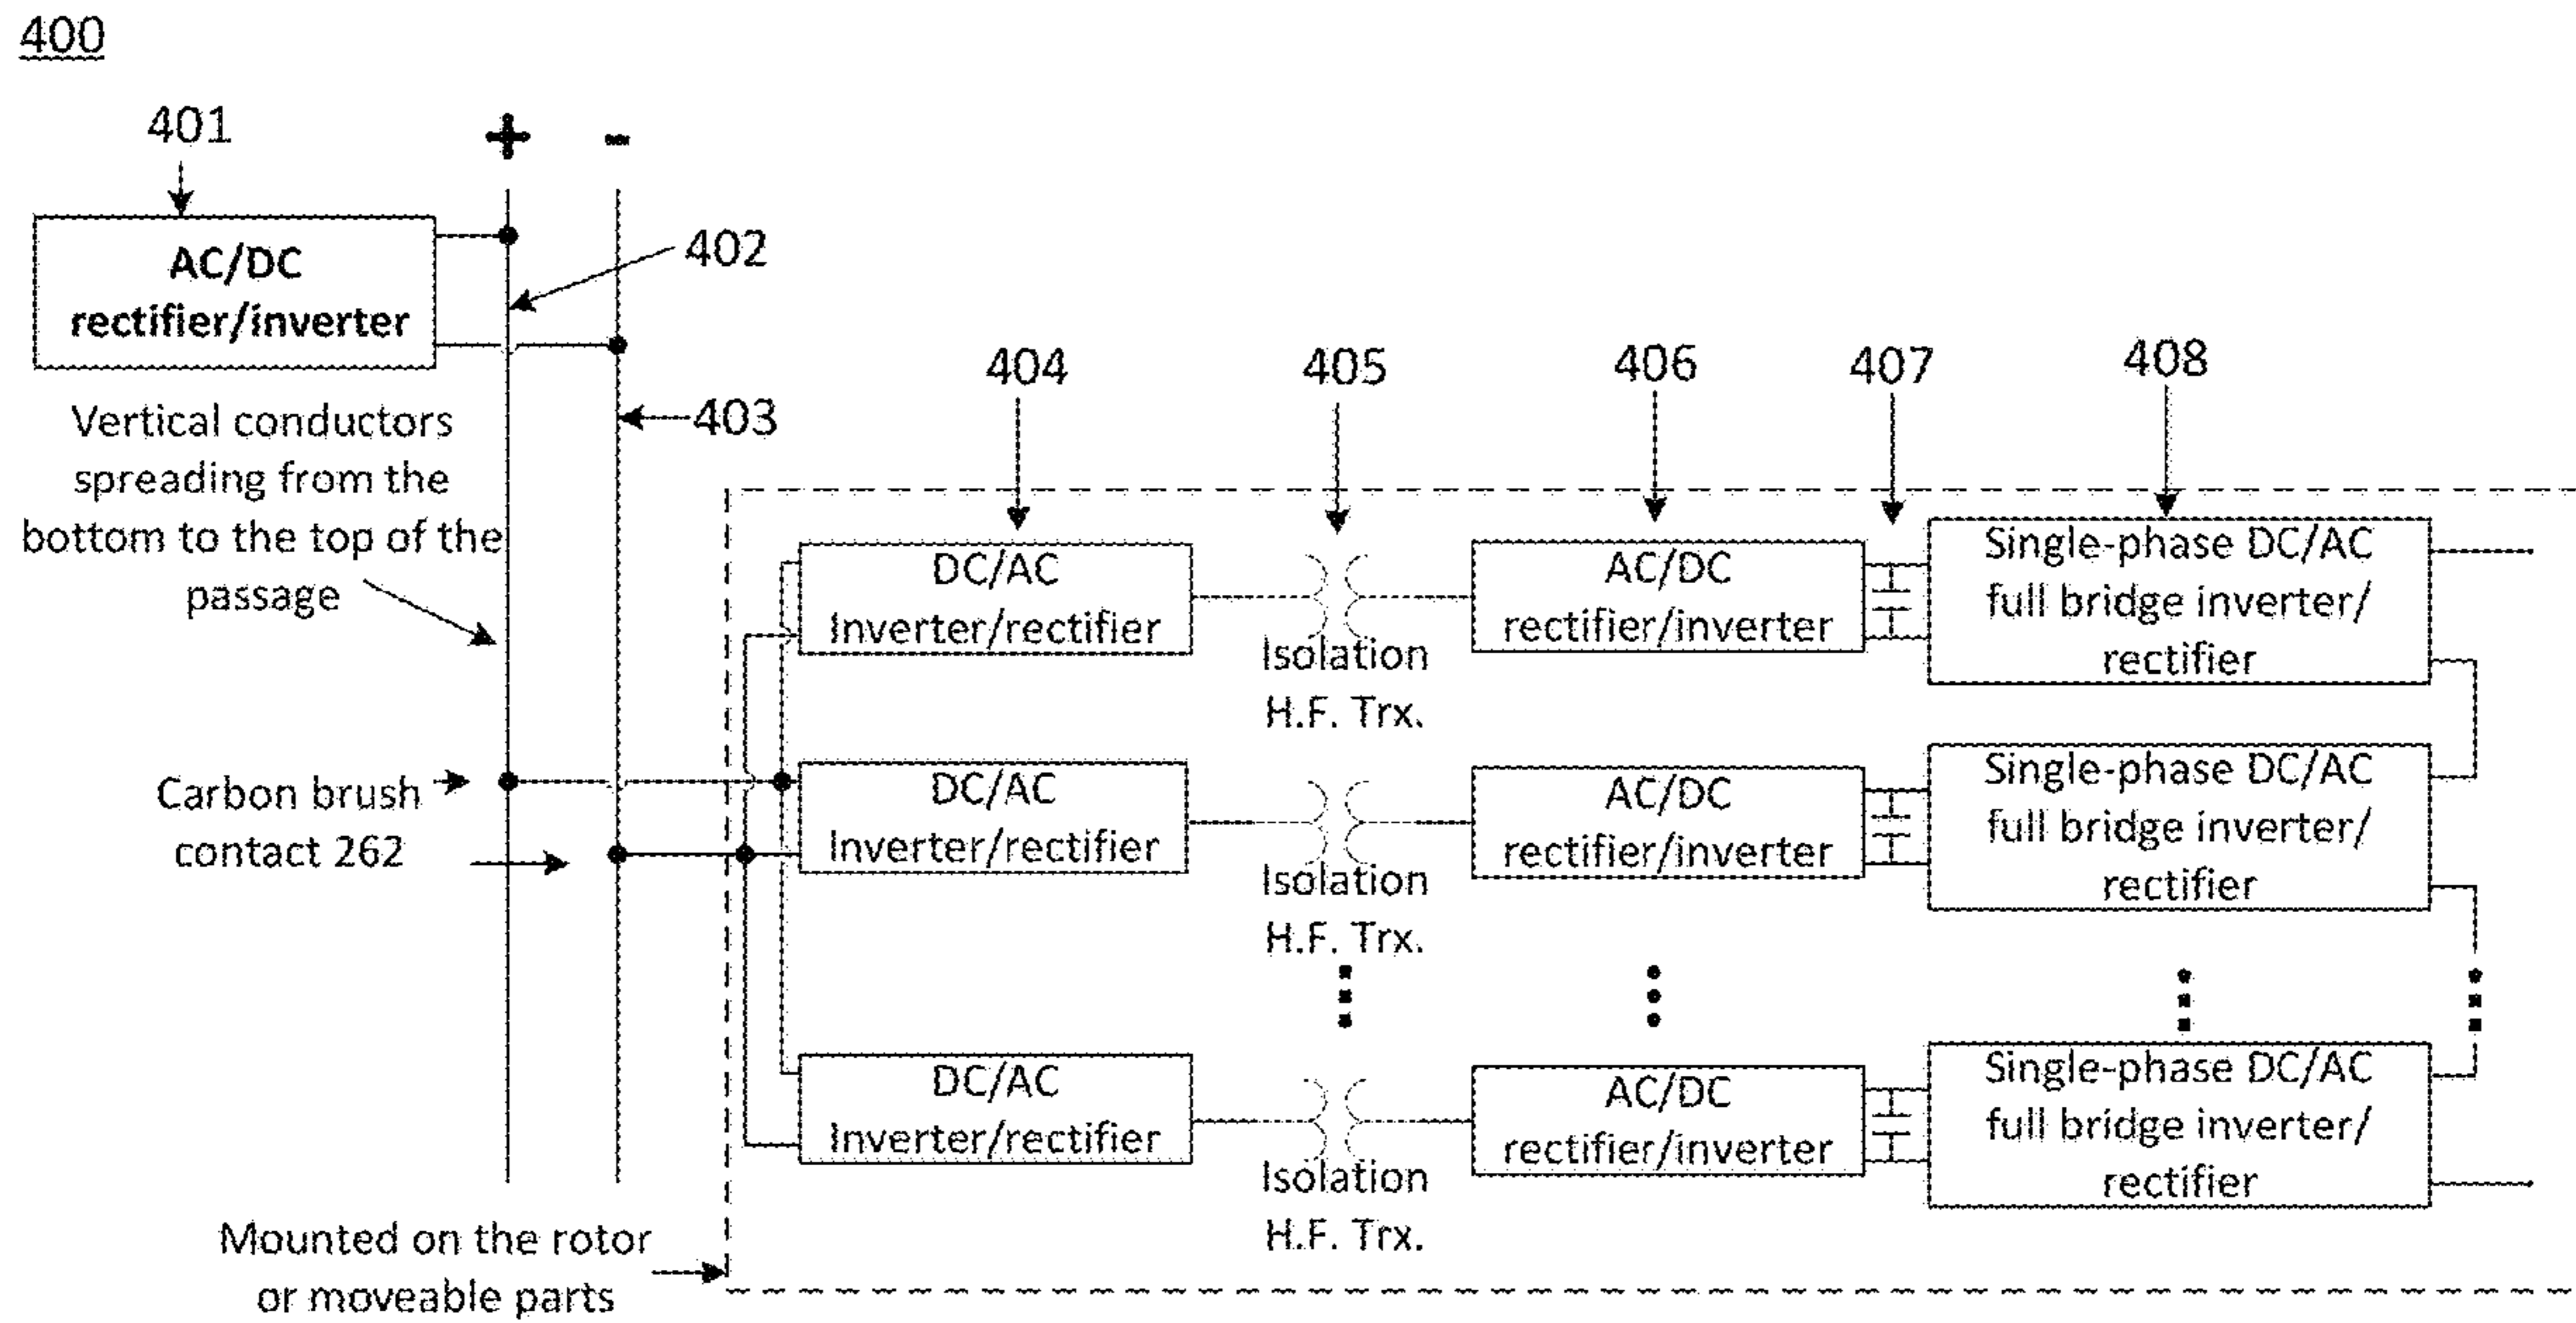 400
401
+
-
AC/DC
rectifier/inverter
402
403
Vertical conductors
spreading from the
bottom to the top of the
passage
404
405
406
407
408
DC/AC
Inverter/rectifier
Isolation
H.F. Trx.
AC/DC
rectifier/inverter
Single-phase DC/AC
full bridge inverter/
rectifier
Carbon brush
contact 262
DC/AC
Inverter/rectifier
Isolation
H.F. Trx.
AC/DC
rectifier/inverter
Single-phase DC/AC
full bridge inverter/
rectifier
DC/AC
Inverter/rectifier
Isolation
H.F. Trx.
AC/DC
rectifier/inverter
Single-phase DC/AC
full bridge inverter/
rectifier
Mounted on the rotor
or moveable parts